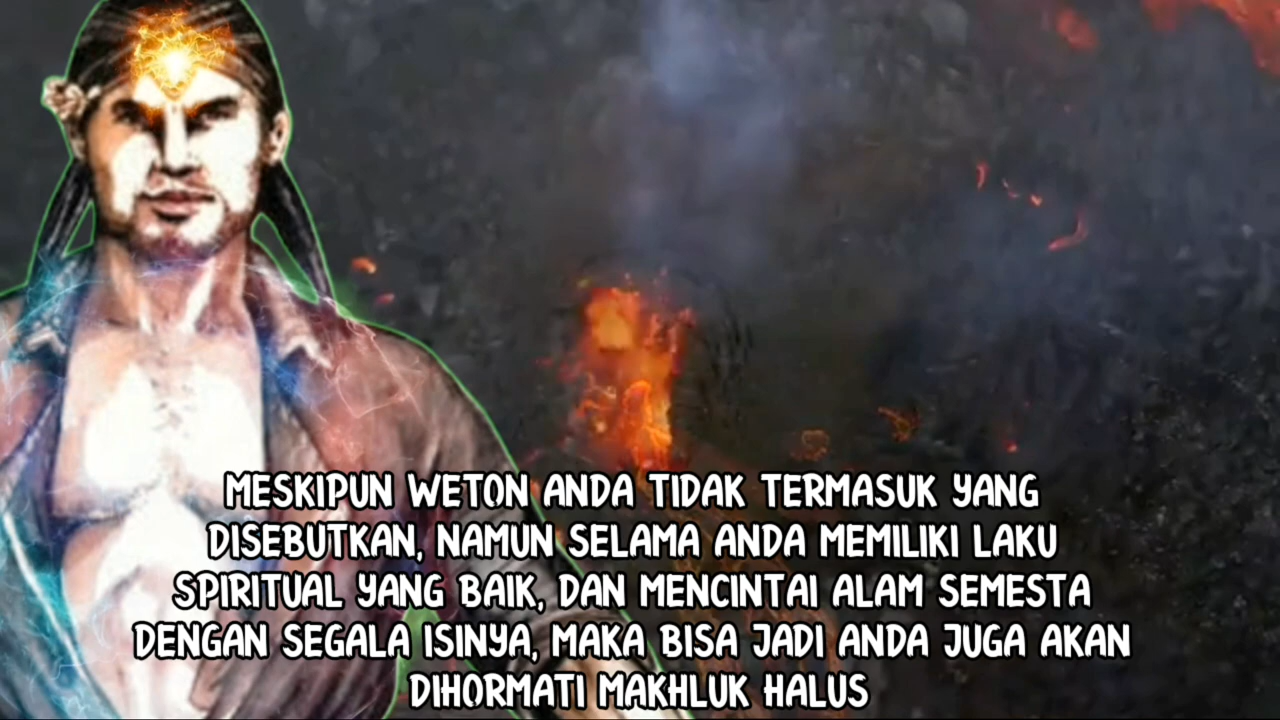 MESKIPUN WETON ANDA TIDAK TERMASUK YANG
DISEBUTKAN, NAMUN SELAMA ANDA MEMILIKI LAKU
SPIRITUAL YANG BAIK, DAN MENCINTAI ALAM SEMESTA
DENGAN SEGALA ISINYA, MAKA BISA JADI ANDA JUGA AKAN
DIHORMATI MAKHLUK HALUS